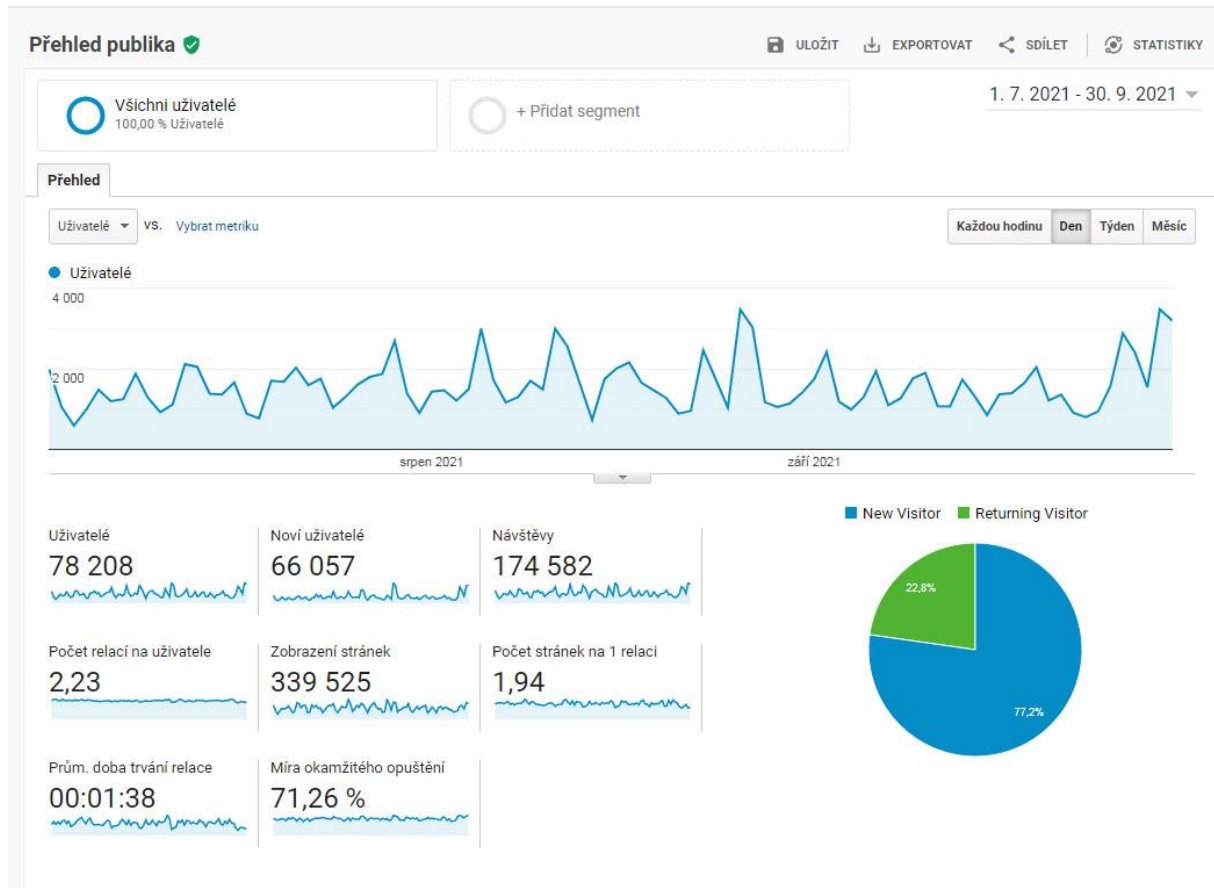 Přehled publika
ULOŽIT EXPORTOVAT SDÍLET STATISTIKY
Všichni uživatelé
100,00 % Uživatelé
+ Přidat segment
1. 7. 2021 - 30. 9. 2021
Přehled
Uživatelé VS. Vybrat metriku
Každou hodinu Den Týden Měsíc
Uživatelé
4 000
2 000
srpen 2021 září 2021
New Visitor Returning Visitor
Uživatelé
78 208
Noví uživatelé
66 057
Návštěvy
174 582
Počet relací na uživatele
2,23
Zobrazení stránek
339 525
Počet stránek na 1 relaci
1,94
Prům. doba trvání relace
00:01:38
Míra okamžitého opuštění
71,26 %
22,8%
77,2%